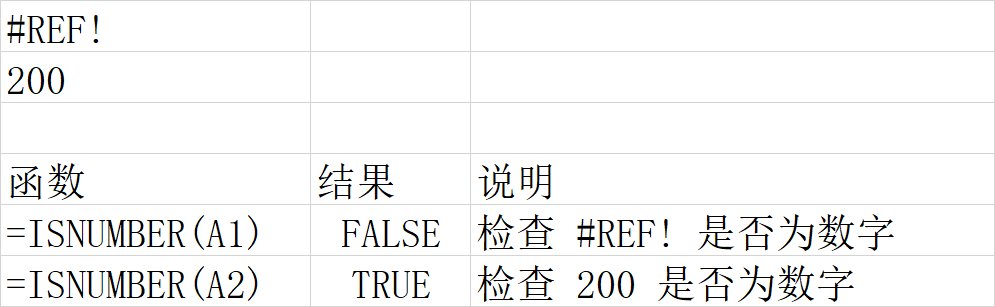 #REF!
200
函数 结果 说明
=ISNUMBER(A1) FALSE 检查 #REF! 是否为数字
=ISNUMBER(A2) TRUE 检查 200 是否为数字